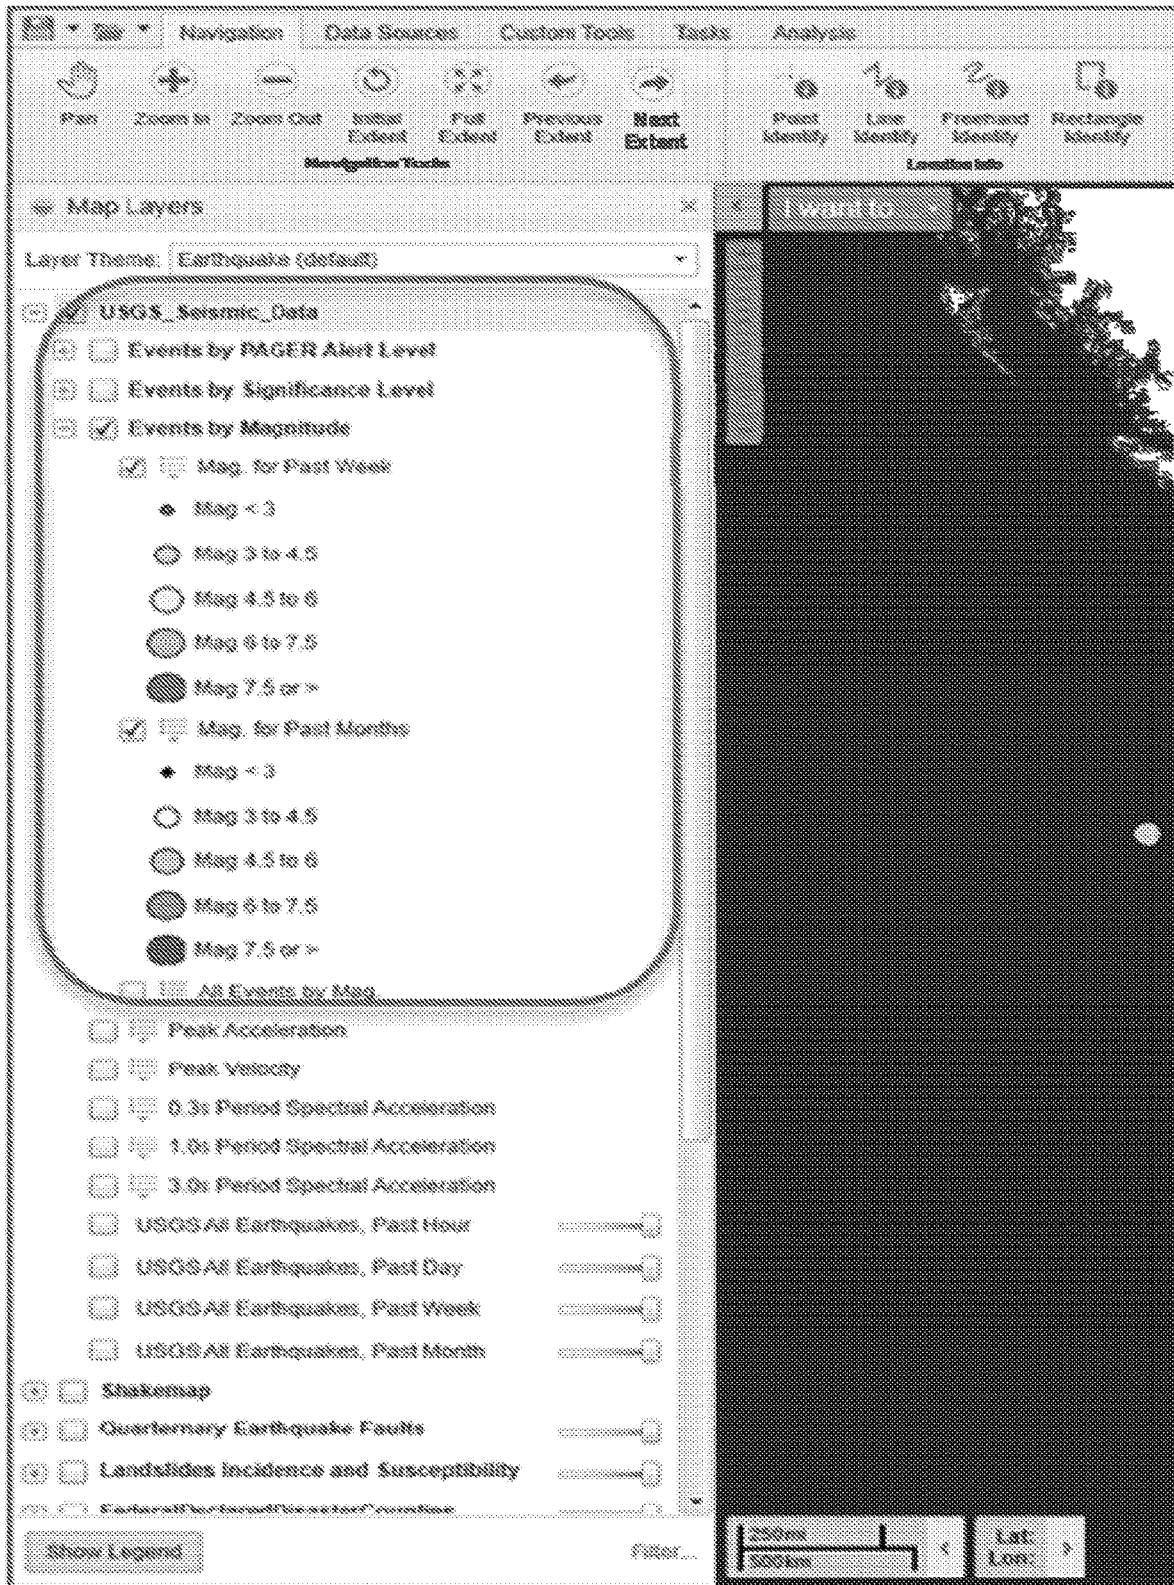 Navigation Data Sources Custom Tools Tasks Analysis
Pan Zoom In Zoom Out Initial Extent Full Extent Previous Extent Next Extent Point Identify Line Identify Freehand Identify Rectangle Identify
Navigation Tools Location Info
Map Layers
I want to
Layer Theme: Earthquake (default)
USGS_Seismic_Data
Events by PAGER Alert Level
Events by Significance Level
Events by Magnitude
Mag. for Past Week
Mag < 3
Mag 3 to 4.5
Mag 4.5 to 6
Mag 6 to 7.5
Mag 7.5 or >
Mag. for Past Months
Mag < 3
Mag 3 to 4.5
Mag 4.5 to 6
Mag 6 to 7.5
Mag 7.5 or >
All Events by Mag.
Peak Acceleration
Peak Velocity
0.3s Period Spectral Acceleration
1.0s Period Spectral Acceleration
3.0s Period Spectral Acceleration
USGS All Earthquakes, Past Hour
USGS All Earthquakes, Past Day
USGS All Earthquakes, Past Week
USGS All Earthquakes, Past Month
Shakemap
Quarternary Earthquake Faults
Landslides Incidence and Susceptibility
FederalDeclaredDisasterCounties
Show Legend Filter...
250mi
500km
Lat:
Lon: